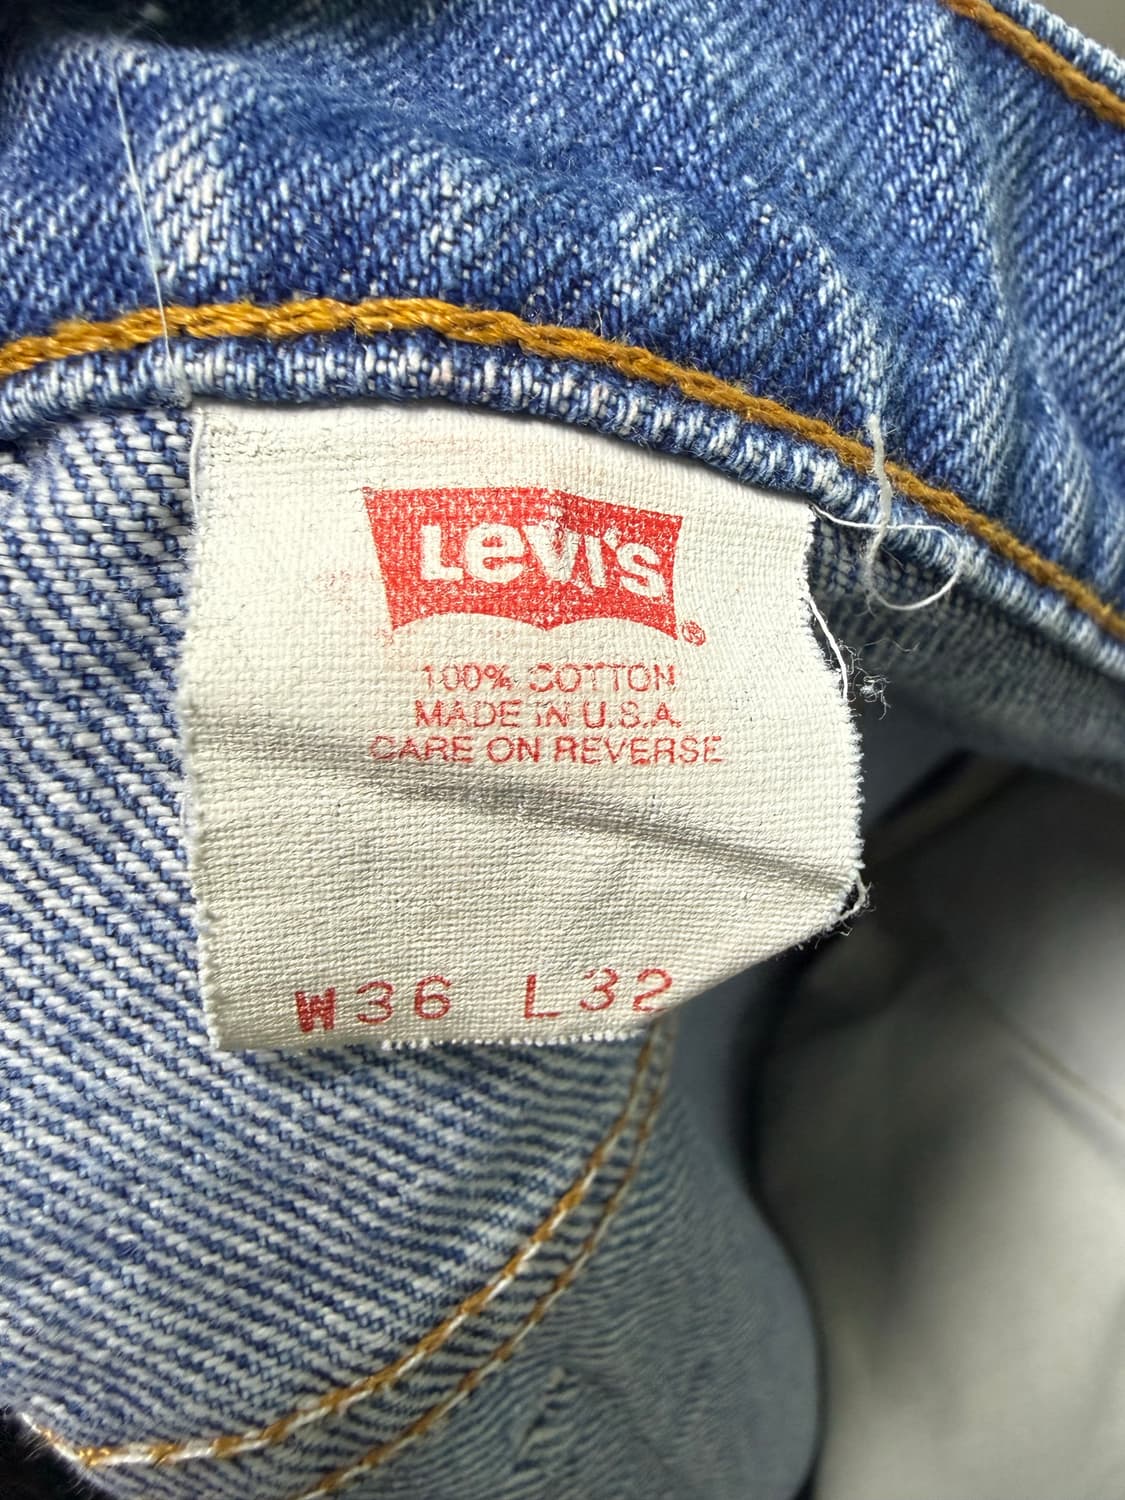 Levi's ®
100% COTTON
MADE IN U.S.A.
CARE ON REVERSE
W36 L32